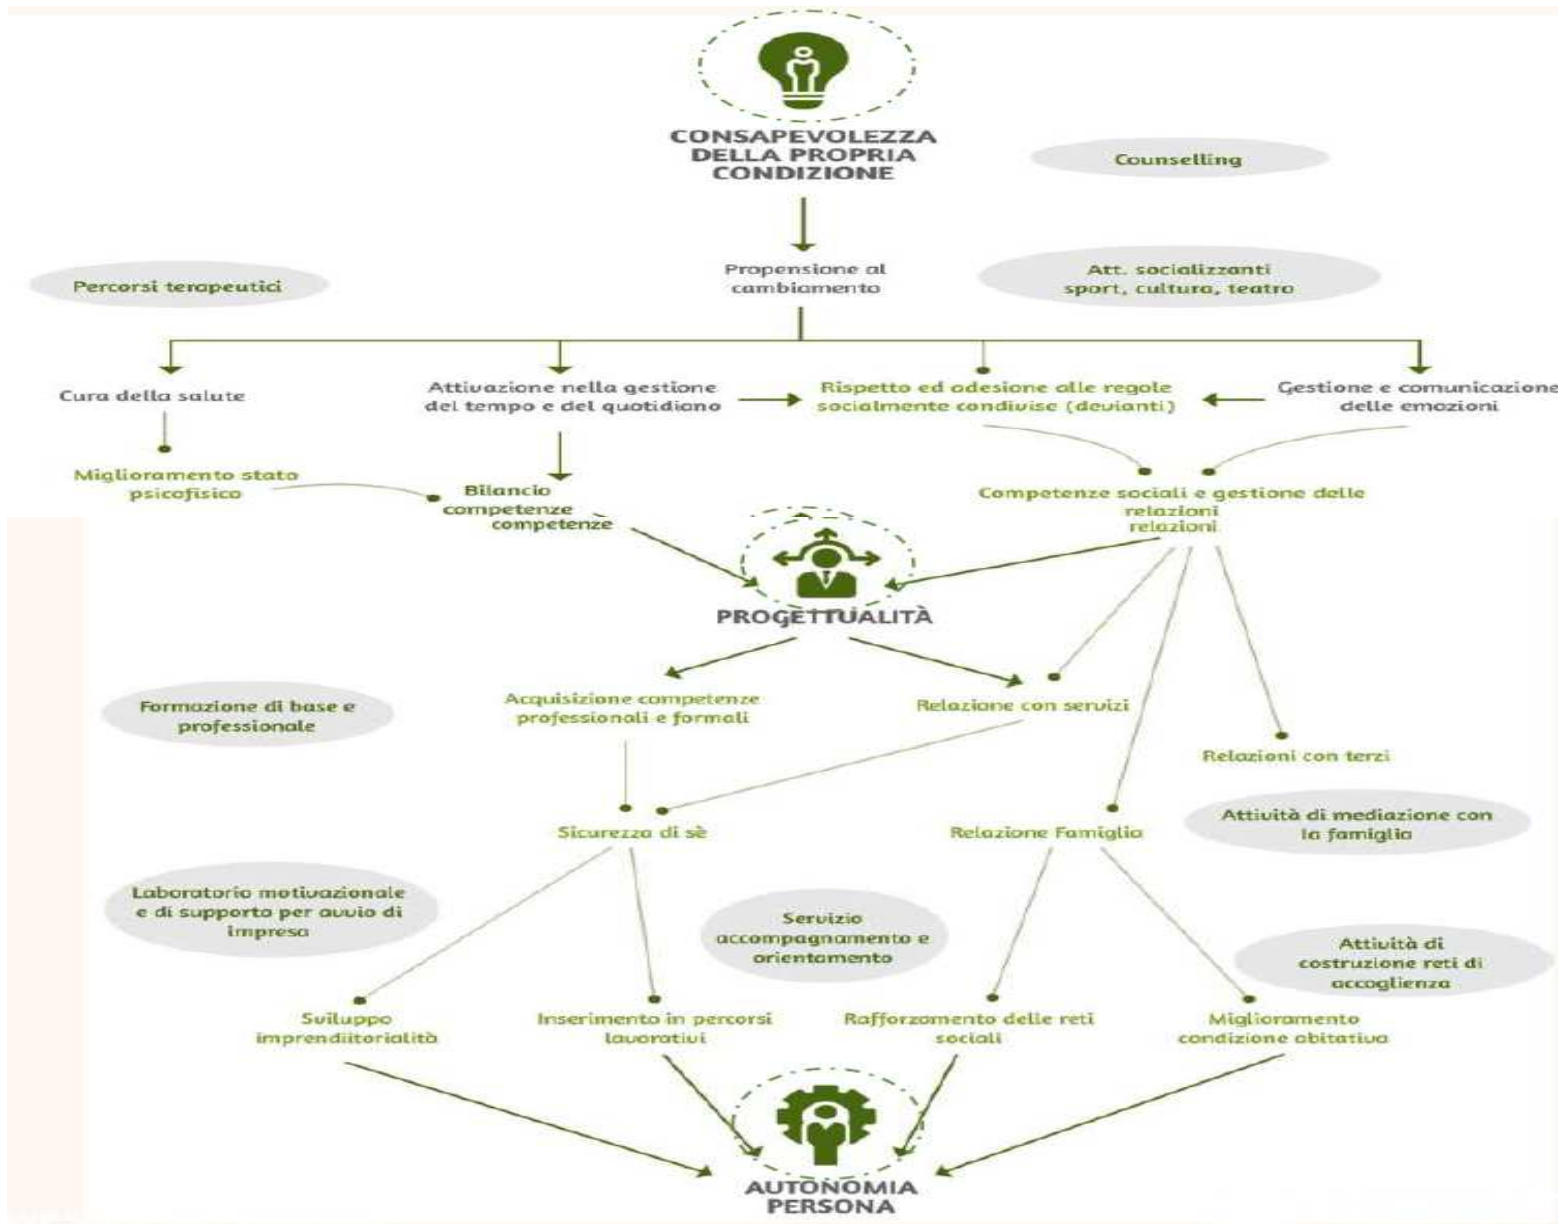 CONSAPEVOLEZZA
DELLA PROPRIA
CONDIZIONE
Counselling
Propensione al
cambiamento
Att. socializzanti
sport, cultura, teatro
Percorsi terapeutici
Cura della salute
Attivazione nella gestione
del tempo e del quotidiano
Rispetto ed adesione alle regole
socialmente condivise (devianti)
Gestione e comunicazione
delle emozioni
Miglioramento stato
psicofisico
Bilancio
competenze
competenze
Competenze sociali e gestione delle
relazioni
relazioni
PROGETTUALITÀ
Formazione di base e
professionale
Acquisizione competenze
professionali e formali
Relazione con servizi
Relazioni con terzi
Sicurezza di sè
Relazione Famiglia
Attività di mediazione con
la famiglia
Laboratorio motivazionale
e di supporto per avvio di
impresa
Servizio
accompagnamento e
orientamento
Attività di
costruzione reti di
accoglienza
Sviluppo
imprendiitorialità
Inserimento in percorsi
lavorativi
Rafforzamento delle reti
sociali
Miglioramento
condizione abitativa
AUTONOMIA
PERSONA